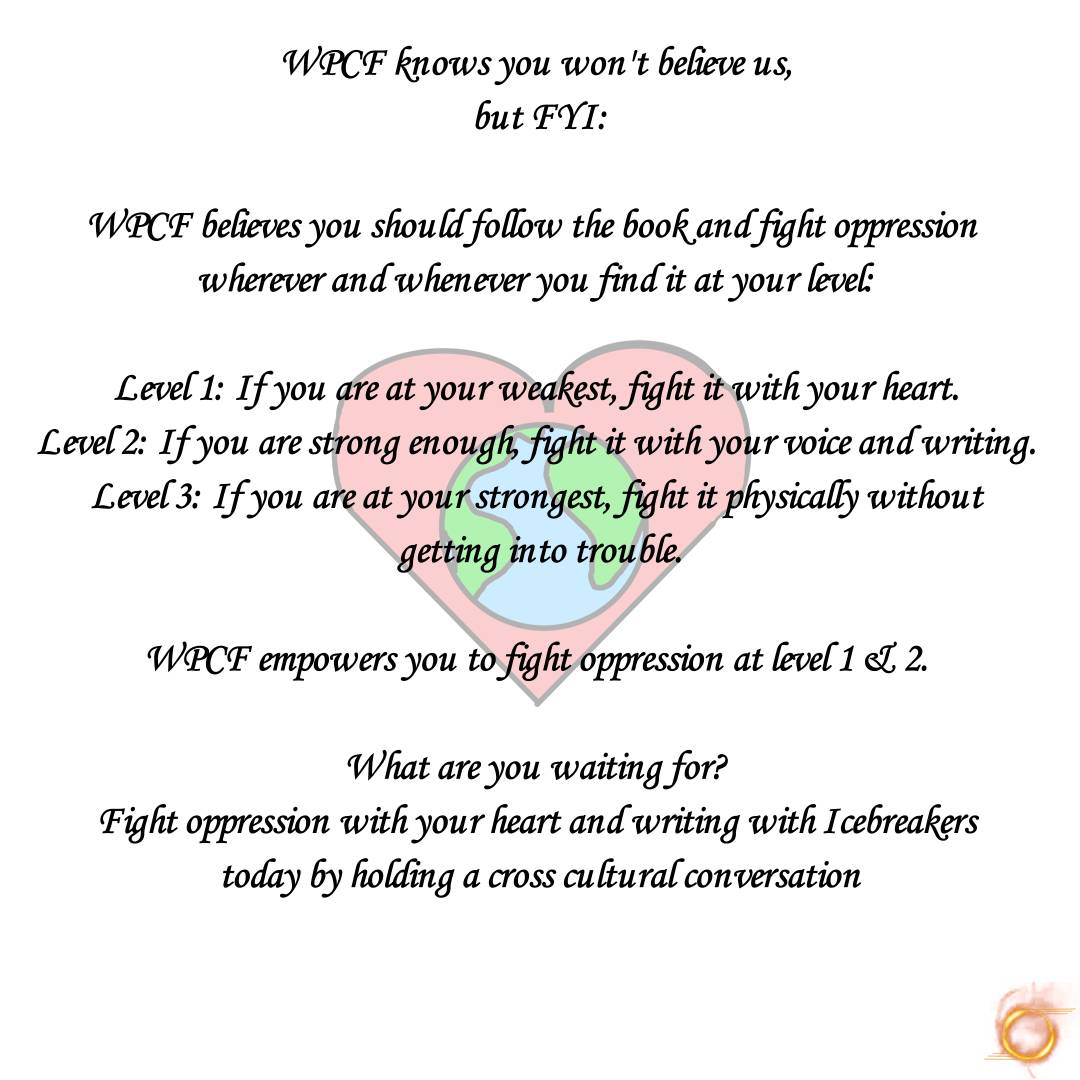 WPCF knows you won't believe us,
but FYI:
WPCF believes you should follow the book and fight oppression
wherever and whenever you find it at your level:
Level 1: If you are at your weakest, fight it with your heart.
Level 2: If you are strong enough, fight it with your voice and writing.
Level 3: If you are at your strongest, fight it physically without
getting into trouble.
WPCF empowers you to fight oppression at level 1 & 2.
What are you waiting for?
Fight oppression with your heart and writing with Icebreakers
today by holding a cross cultural conversation